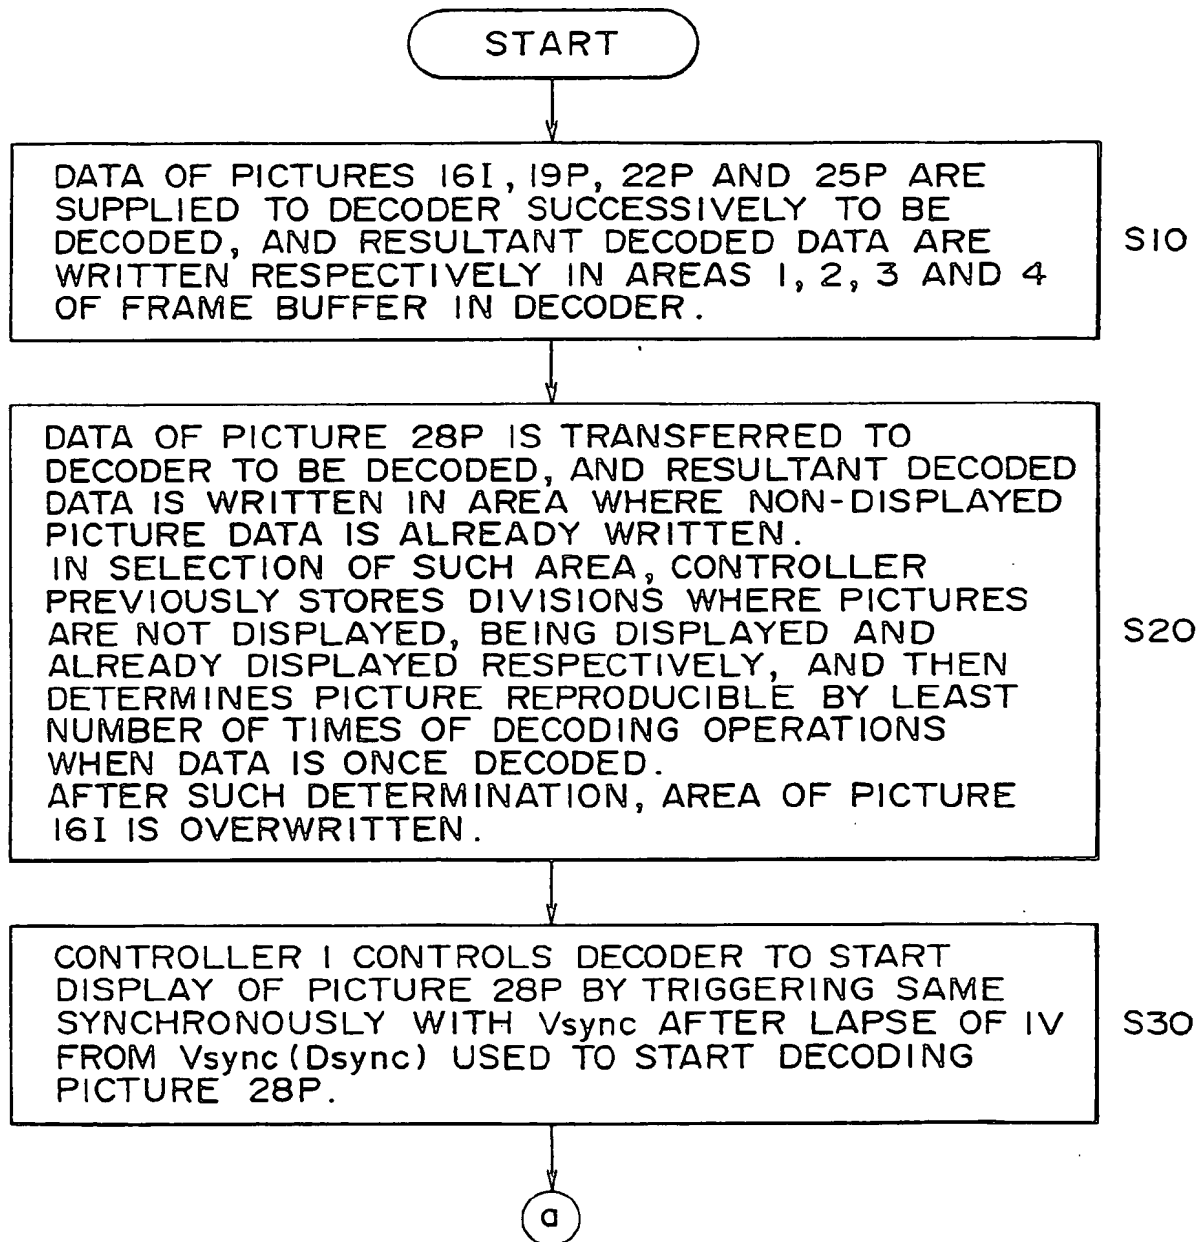 START
DATA OF PICTURES 16I, 19P, 22P AND 25P ARE
SUPPLIED TO DECODER SUCCESSIVELY TO BE
DECODED, AND RESULTANT DECODED DATA ARE
WRITTEN RESPECTIVELY IN AREAS 1, 2, 3 AND 4
OF FRAME BUFFER IN DECODER.
S10
DATA OF PICTURE 28P IS TRANSFERRED TO
DECODER TO BE DECODED, AND RESULTANT DECODED
DATA IS WRITTEN IN AREA WHERE NON-DISPLAYED
PICTURE DATA IS ALREADY WRITTEN.
IN SELECTION OF SUCH AREA, CONTROLLER
PREVIOUSLY STORES DIVISIONS WHERE PICTURES
ARE NOT DISPLAYED, BEING DISPLAYED AND
ALREADY DISPLAYED RESPECTIVELY, AND THEN
DETERMINES PICTURE REPRODUCIBLE BY LEAST
NUMBER OF TIMES OF DECODING OPERATIONS
WHEN DATA IS ONCE DECODED.
AFTER SUCH DETERMINATION, AREA OF PICTURE
16I IS OVERWRITTEN.
S20
CONTROLLER 1 CONTROLS DECODER TO START
DISPLAY OF PICTURE 28P BY TRIGGERING SAME
SYNCHRONOUSLY WITH Vsync AFTER LAPSE OF 1V
FROM Vsync (Dsync) USED TO START DECODING
PICTURE 28P.
S30
a